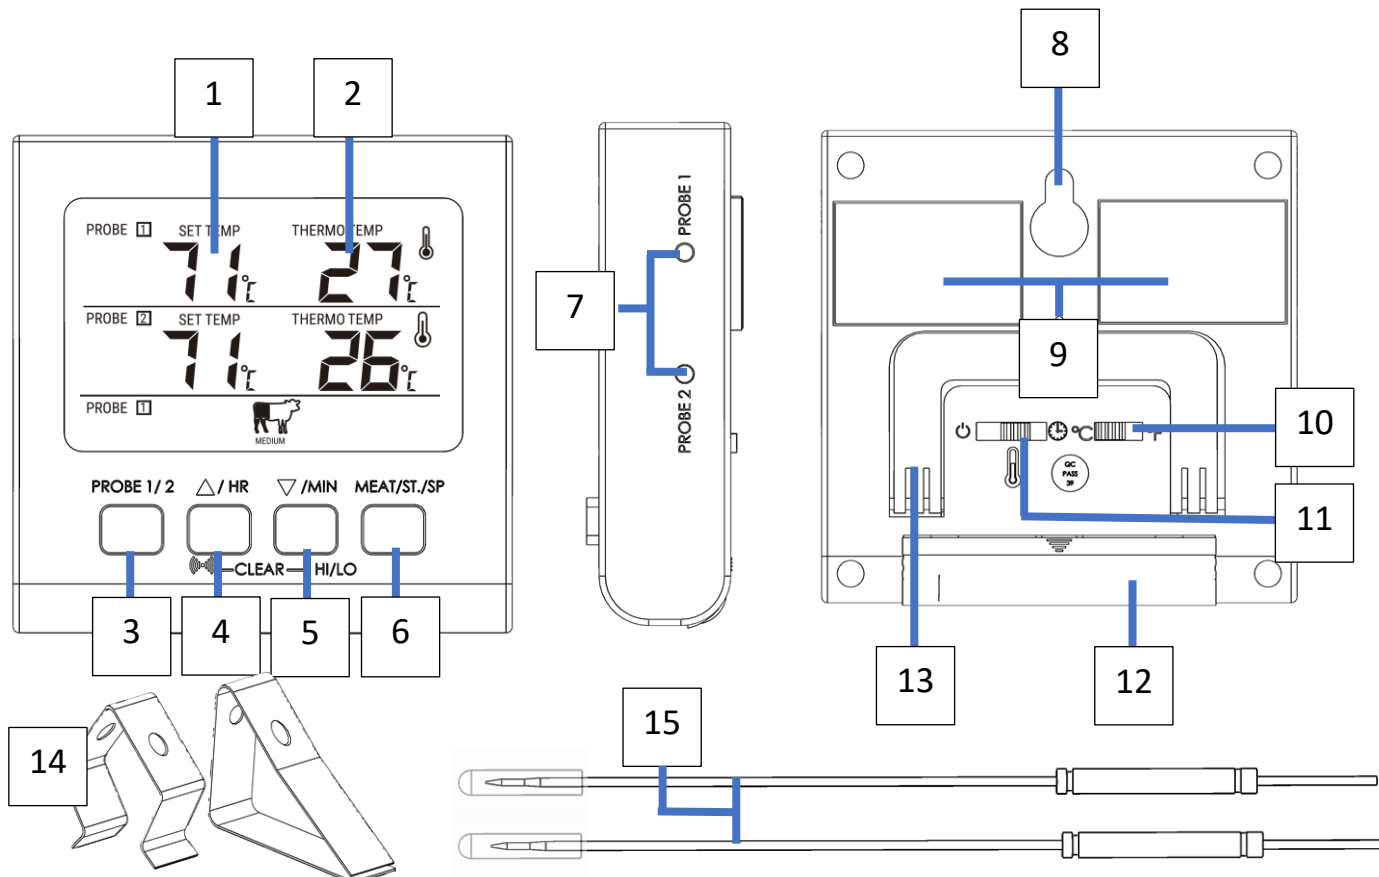 1
2
8
PROBE 1
SET TEMP
THERMO TEMP
71°C
27°C
PROBE 2
SET TEMP
THERMO TEMP
71°C
26°C
PROBE 1
MEDIUM
PROBE 1/ 2
△/ HR
▽/MIN
MEAT/ST./SP
CLEAR
HI/LO
3
4
5
6
PROBE 1
7
PROBE 2
9
°C
°F
10
QC
PASS
39
11
13
12
14
15